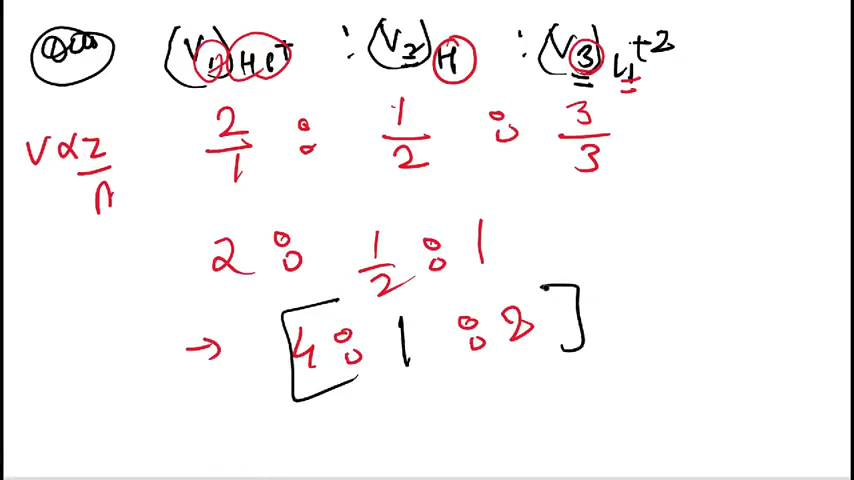 Que (V₁)He⁺ : (V₂)H : (V₃)Li⁺²
V ∝ Z/n 2/1 : 1/2 : 3/3
2 : 1/2 : 1
→ [4 : 1 : 2]